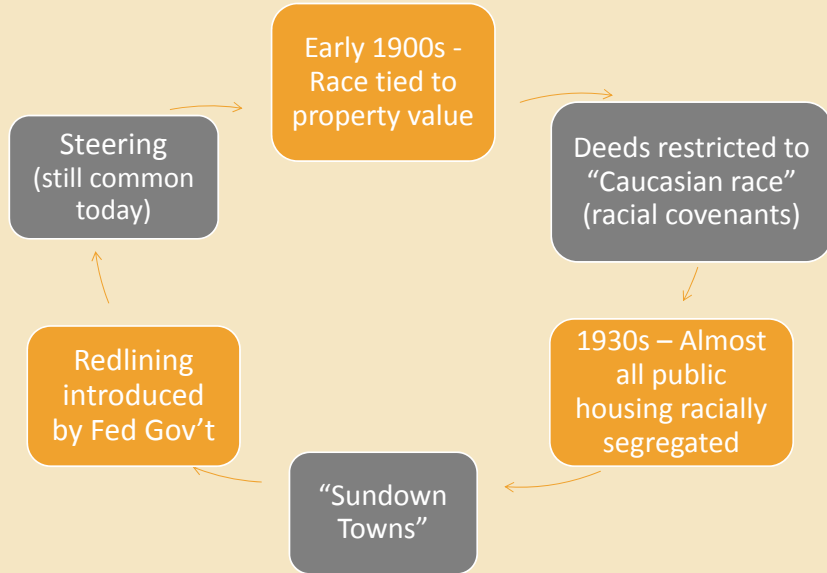 Early 1900s -
Race tied to
property value
Deeds restricted to
“Caucasian race”
(racial covenants)
1930s – Almost
all public
housing racially
segregated
“Sundown
Towns”
Redlining
introduced
by Fed Gov’t
Steering
(still common
today)